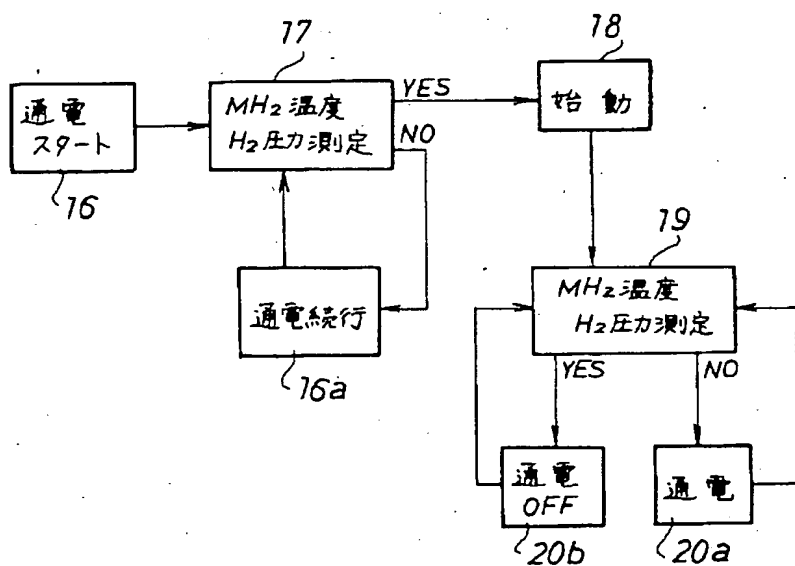 17
MH2温度
H2圧力測定
YES
NO
18
始動
通電
スタート
16
通電続行
16a
19
MH2温度
H2圧力測定
YES
NO
通電
OFF
20b
通電
20a